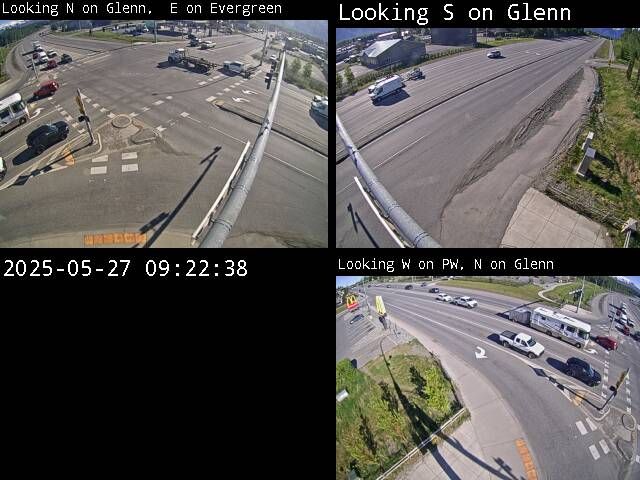 Looking N on Glenn,  E on Evergreen
Looking S on Glenn
2025-05-27 09:22:38
Looking W on PW, N on Glenn